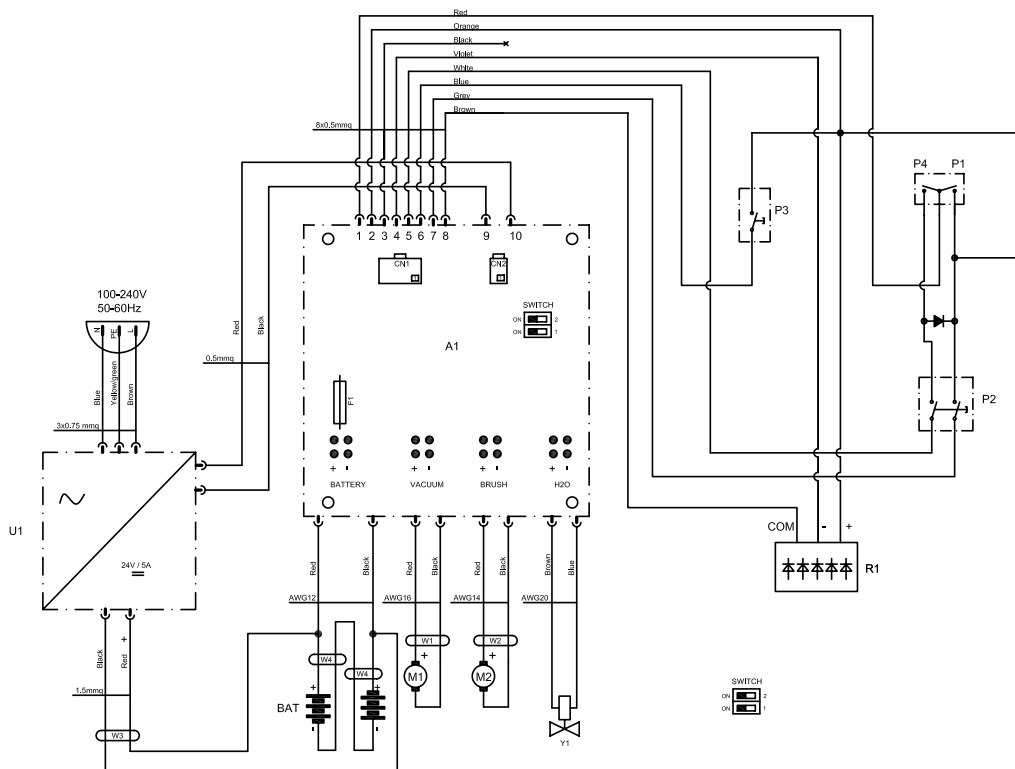 Red
Orange
Black
Violet
White
Blue
Grey
Brown
8x0.5mmq
P4 P1
P3
1 2 3 4 5 6 7 8 9 10
CN1 CN2
100-240V
50-60Hz
N PE L
SWITCH
ON 2
ON 1
Red Black
A1
0.5mmq
Blue Yellow/green Brown
F1
P2
3x0.75 mmq
+ - + - + - + -
BATTERY VACUUM BRUSH H2O
U1
COM - +
24V / 5A
R1
Red Black Red Black Red Black Brown Blue
AWG12 AWG16 AWG14 AWG20
+
Black Red
W1 W2
W4
W4
+ +
M1 M2
+ +
SWITCH
ON 2
ON 1
1.5mmq
BAT
- -
W3
Y1